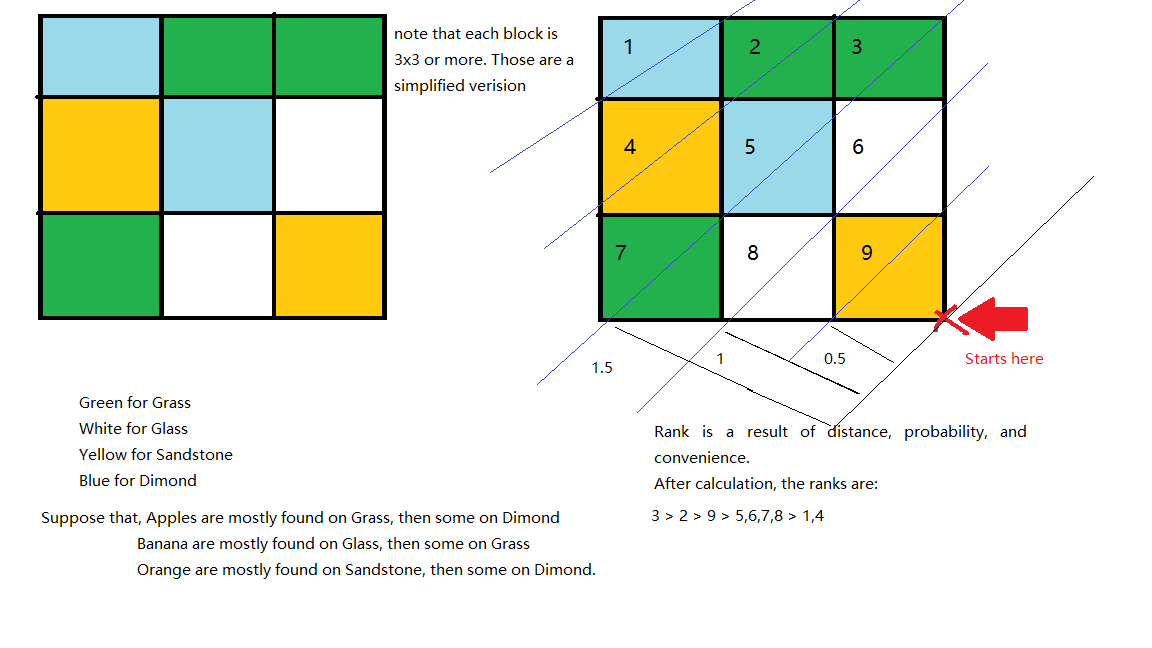 note that each block is
3x3 or more. Those are a
simplified verision
1
2
3
4
5
6
7
8
9
1.5
1
0.5
Starts here
Green for Grass
White for Glass
Yellow for Sandstone
Blue for Dimond
Suppose that, Apples are mostly found on Grass, then some on Dimond
Banana are mostly found on Glass, then some on Grass
Orange are mostly found on Sandstone, then some on Dimond.
Rank is a result of distance, probability, and
convenience.
After calculation, the ranks are:
3 > 2 > 9 > 5,6,7,8 > 1,4